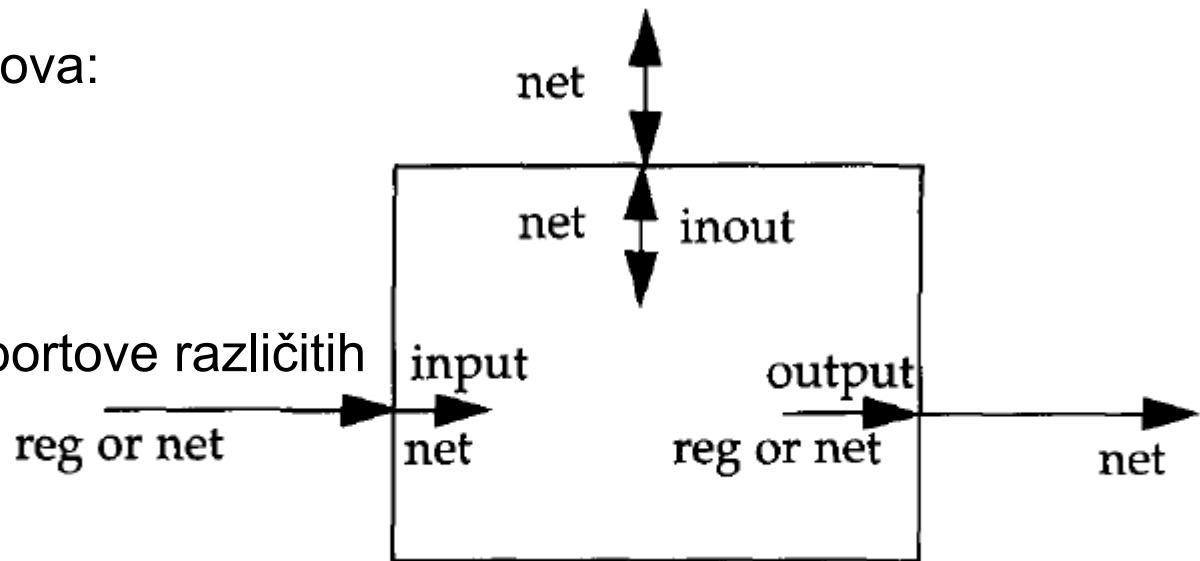 ova:
net
net inout
portove različitih
input
output
reg or net
net
reg or net
net